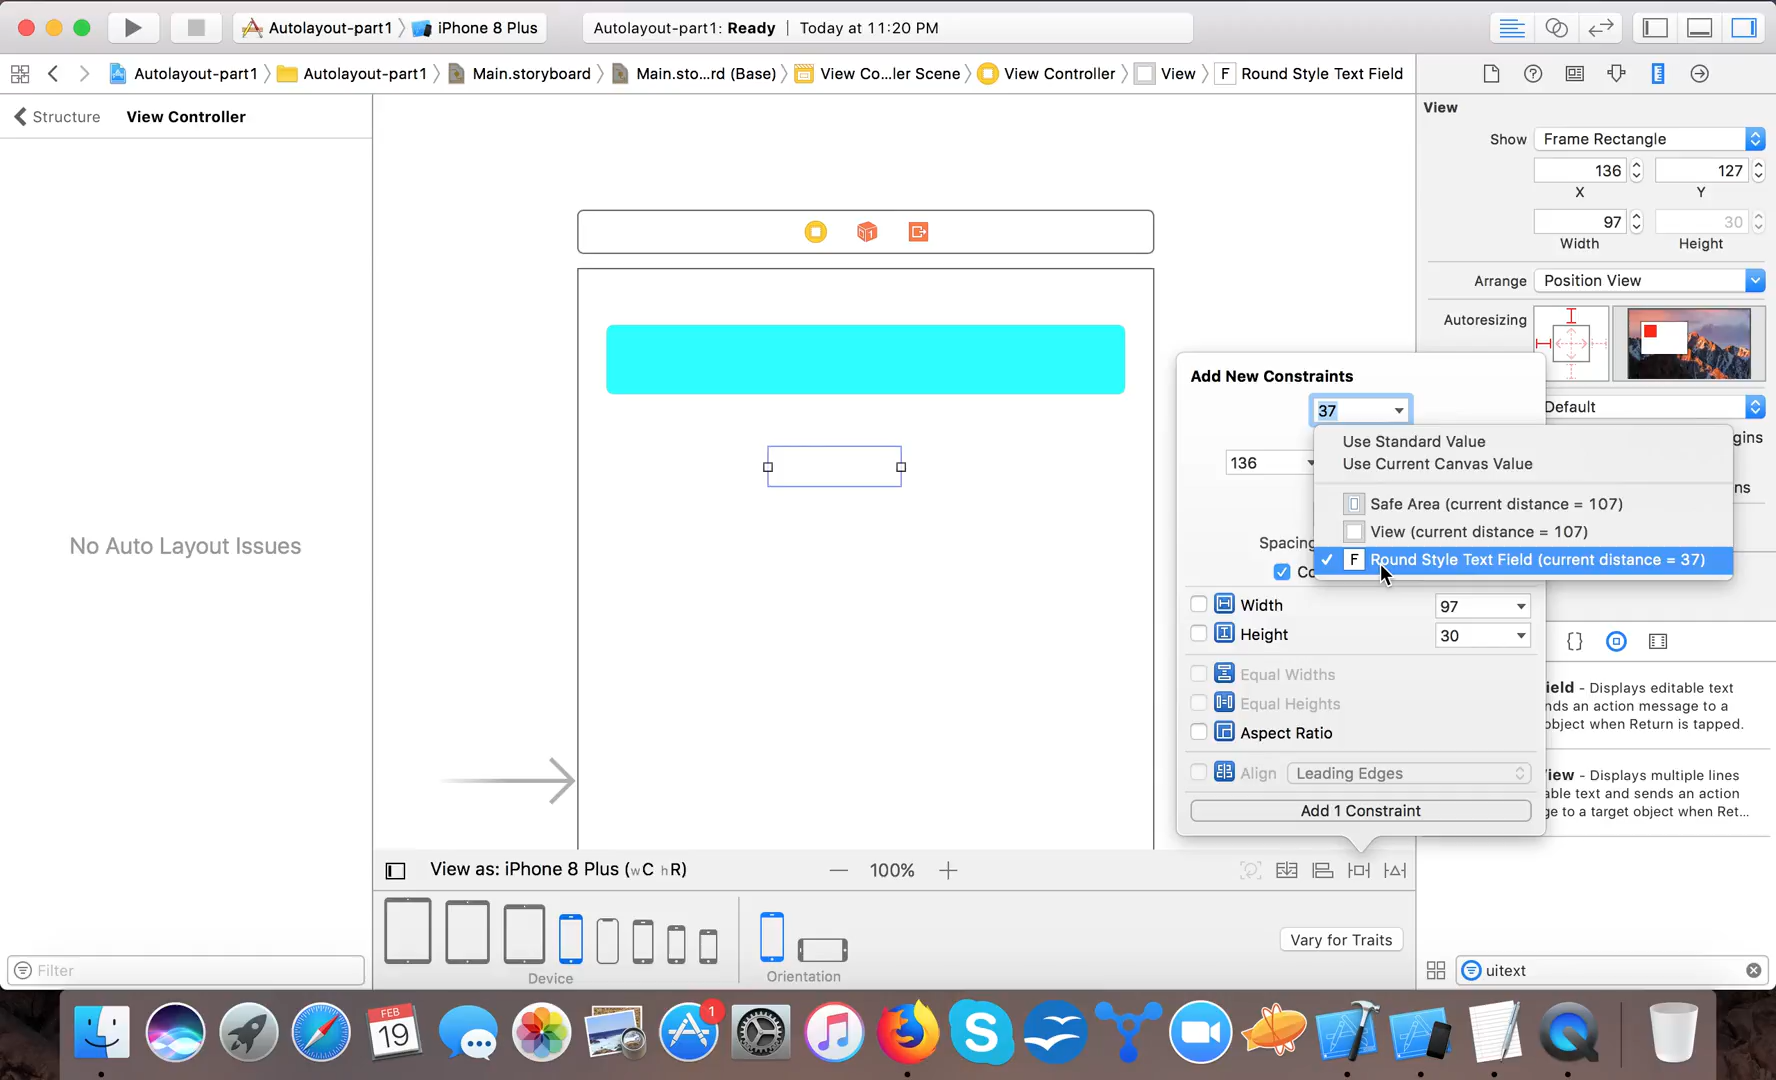 Autolayout-part1 iPhone 8 Plus
Autolayout-part1: Ready Today at 11:20 PM
Autolayout-part1 Autolayout-part1 Main.storyboard Main.sto...rd (Base) View Co...ler Scene View Controller View F Round Style Text Field
Structure View Controller
No Auto Layout Issues
Filter
View
Show Frame Rectangle
136 127
X Y
97 30
Width Height
Arrange Position View
Autoresizing
Default
gins
ns
Add New Constraints
37
136
Use Standard Value
Use Current Canvas Value
Safe Area (current distance = 107)
View (current distance = 107)
F Round Style Text Field (current distance = 37)
Spacing
Co
Width 97
Height 30
Equal Widths
Equal Heights
Aspect Ratio
Align Leading Edges
Add 1 Constraint
{}
ield - Displays editable text
nds an action message to a
object when Return is tapped.
iew - Displays multiple lines
able text and sends an action
ge to a target object when Ret...
View as: iPhone 8 Plus (wC hR)
100%
Device
Orientation
Vary for Traits
uitext
FEB
19
1